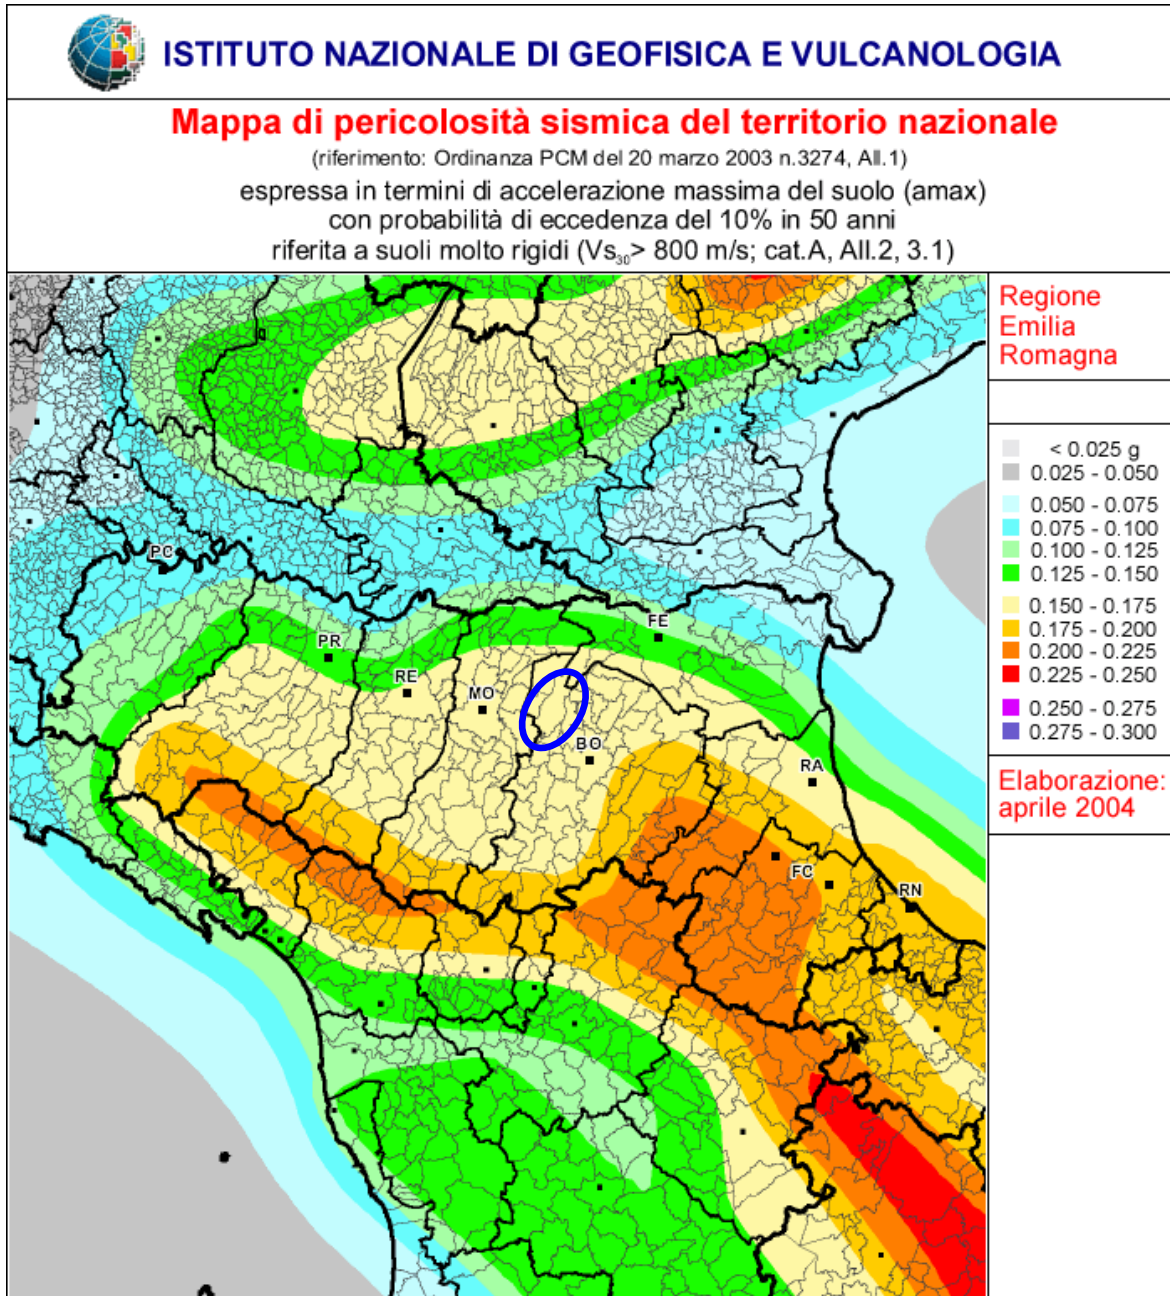 ISTITUTO NAZIONALE DI GEOFISICA E VULCANOLOGIA
Mappa di pericolosità sismica del territorio nazionale
(riferimento: Ordinanza PCM del 20 marzo 2003 n.3274, All.1)
espressa in termini di accelerazione massima del suolo (amax)
con probabilità di eccedenza del 10% in 50 anni
riferita a suoli molto rigidi (Vs30> 800 m/s; cat.A, All.2, 3.1)
Regione
Emilia
Romagna
< 0.025 g
0.025 - 0.050
0.050 - 0.075
0.075 - 0.100
0.100 - 0.125
0.125 - 0.150
0.150 - 0.175
0.175 - 0.200
0.200 - 0.225
0.225 - 0.250
0.250 - 0.275
0.275 - 0.300
Elaborazione:
aprile 2004
PC
FE
PR
RE
MO
BO
RA
FC
RN